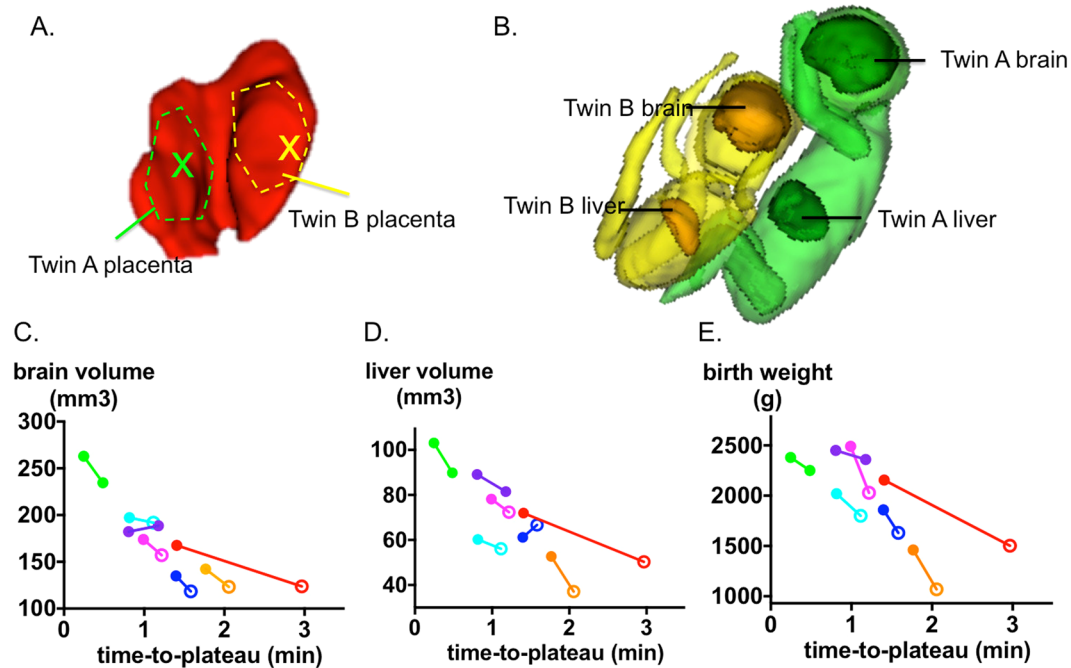 A.
X
X
Twin B placenta
Twin A placenta
B.
Twin A brain
Twin B brain
Twin B liver
Twin A liver
C.
brain volume
(mm3)
300
250
200
150
100
0
1
2
3
time-to-plateau (min)
D.
liver volume
(mm3)
100
80
60
40
0
1
2
3
time-to-plateau (min)
E.
birth weight
(g)
2500
2000
1500
1000
0
1
2
3
time-to-plateau (min)